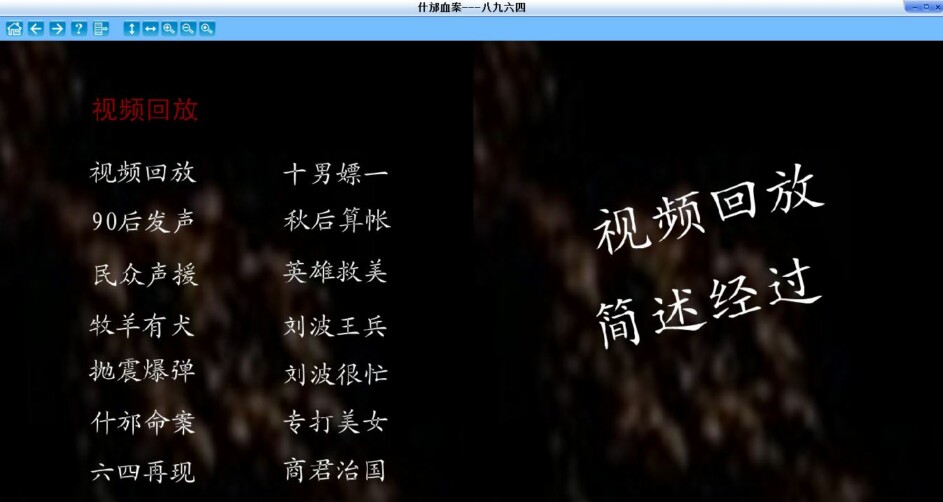 什邡血案---八九六四
视频回放
视频回放
90后发声
民众声援
牧羊有犬
抛震爆弹
什邡命案
六四再现
十男嫖一
秋后算帐
英雄救美
刘波王兵
刘波很忙
专打美女
商君治国
视频回放
简述经过